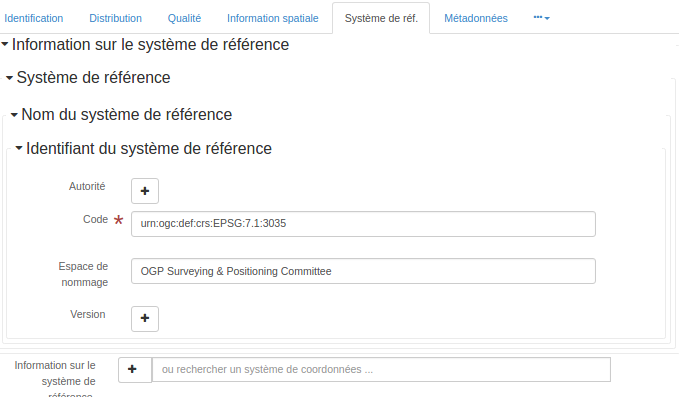 Identification Distribution Qualité Information spatiale Système de réf. Métadonnées
Information sur le système de référence
Système de référence
Nom du système de référence
Identifiant du système de référence
Autorité
Code * urn:ogc:def:crs:EPSG:7.1:3035
Espace de nommage OGP Surveying & Positioning Committee
Version
Information sur le
système de
référence.
ou rechercher un système de coordonnées ...